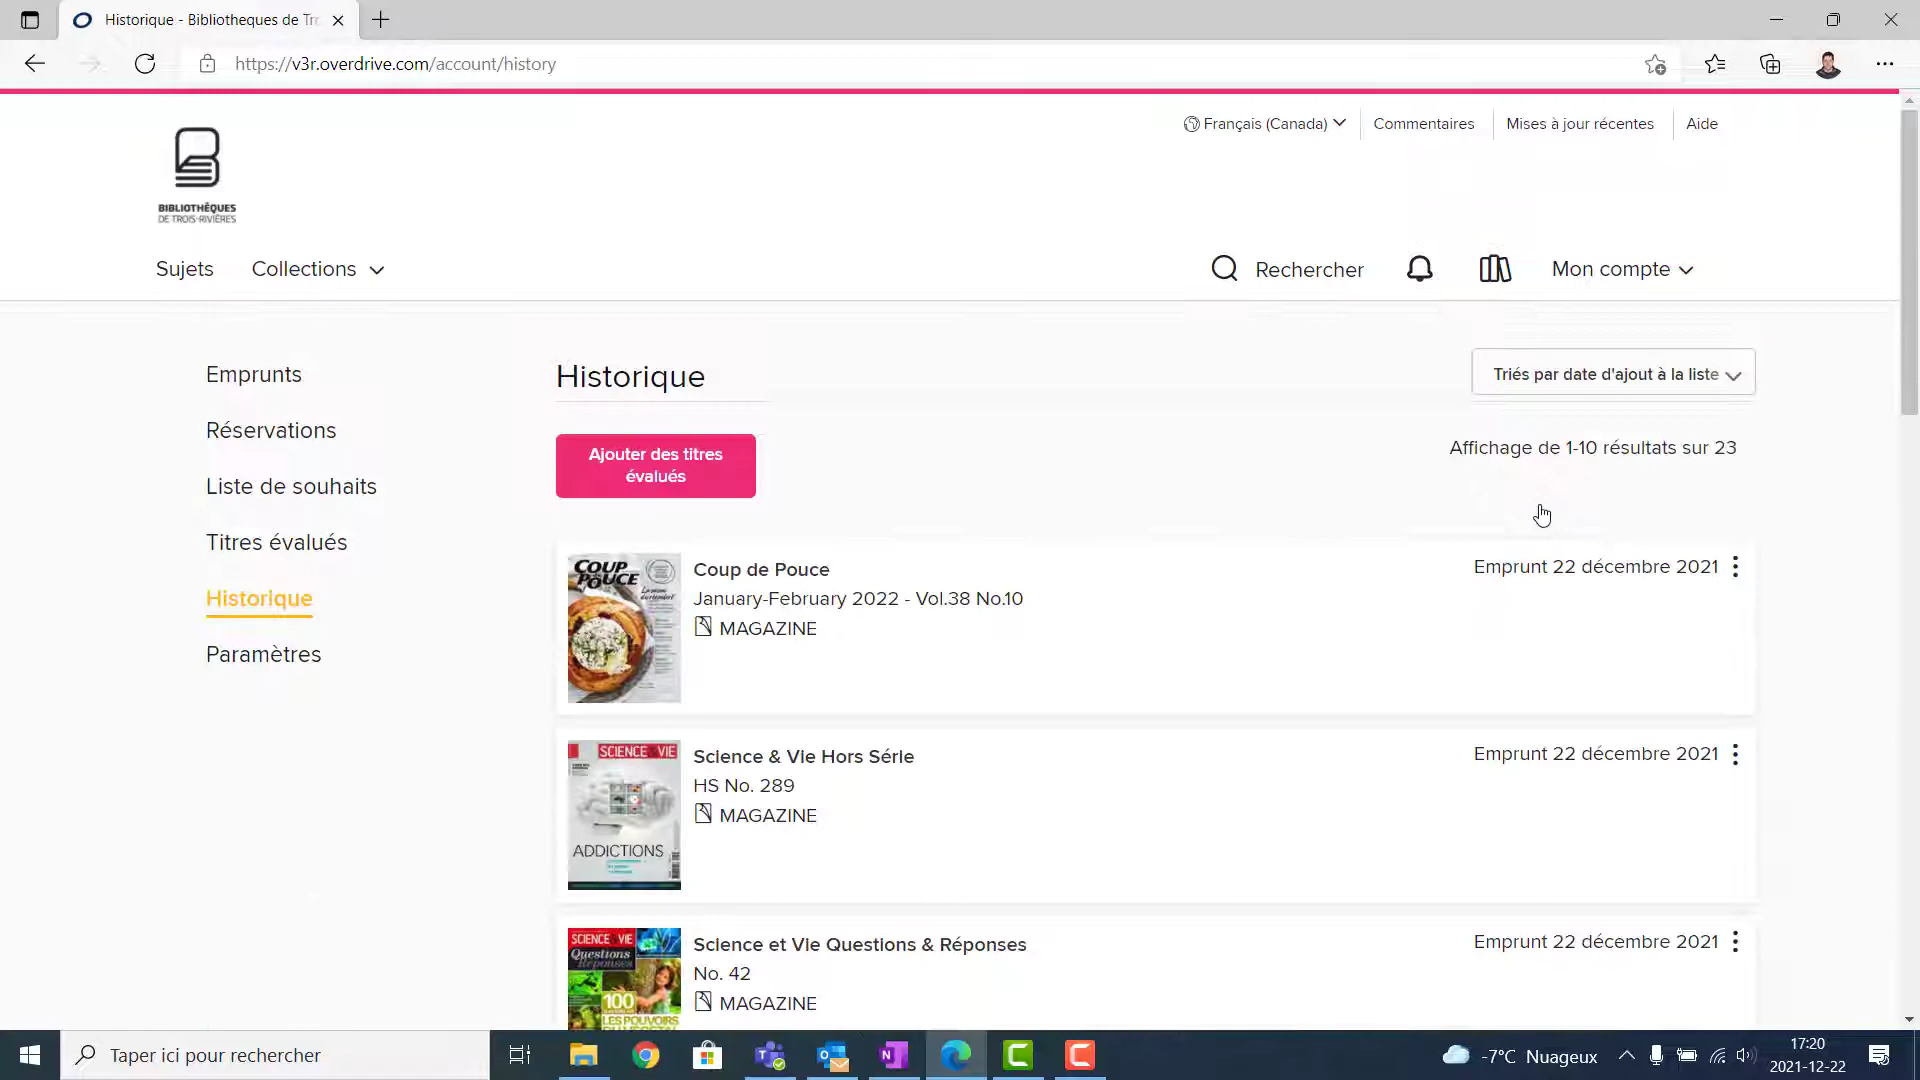 Historique - Bibliotheques de Tr
https://v3r.overdrive.com/account/history
Français (Canada)
Commentaires
Mises à jour récentes
Aide
BIBLIOTHÈQUES
DE TROIS-RIVIÈRES
Sujets
Collections
Rechercher
Mon compte
Emprunts
Réservations
Liste de souhaits
Titres évalués
Historique
Paramètres
Historique
Triés par date d'ajout à la liste
Ajouter des titres
évalués
Affichage de 1-10 résultats sur 23
COUP
DE POUCE
Coup de Pouce
January-February 2022 - Vol.38 No.10
MAGAZINE
Emprunt 22 décembre 2021
SCIENCE & VIE
ADDICTIONS
Science & Vie Hors Série
HS No. 289
MAGAZINE
Emprunt 22 décembre 2021
SCIENCE & VIE
Questions
Réponses
100
LES POUVOIRS
Science et Vie Questions & Réponses
No. 42
MAGAZINE
Emprunt 22 décembre 2021
Taper ici pour rechercher
-7°C Nuageux
17:20
2021-12-22